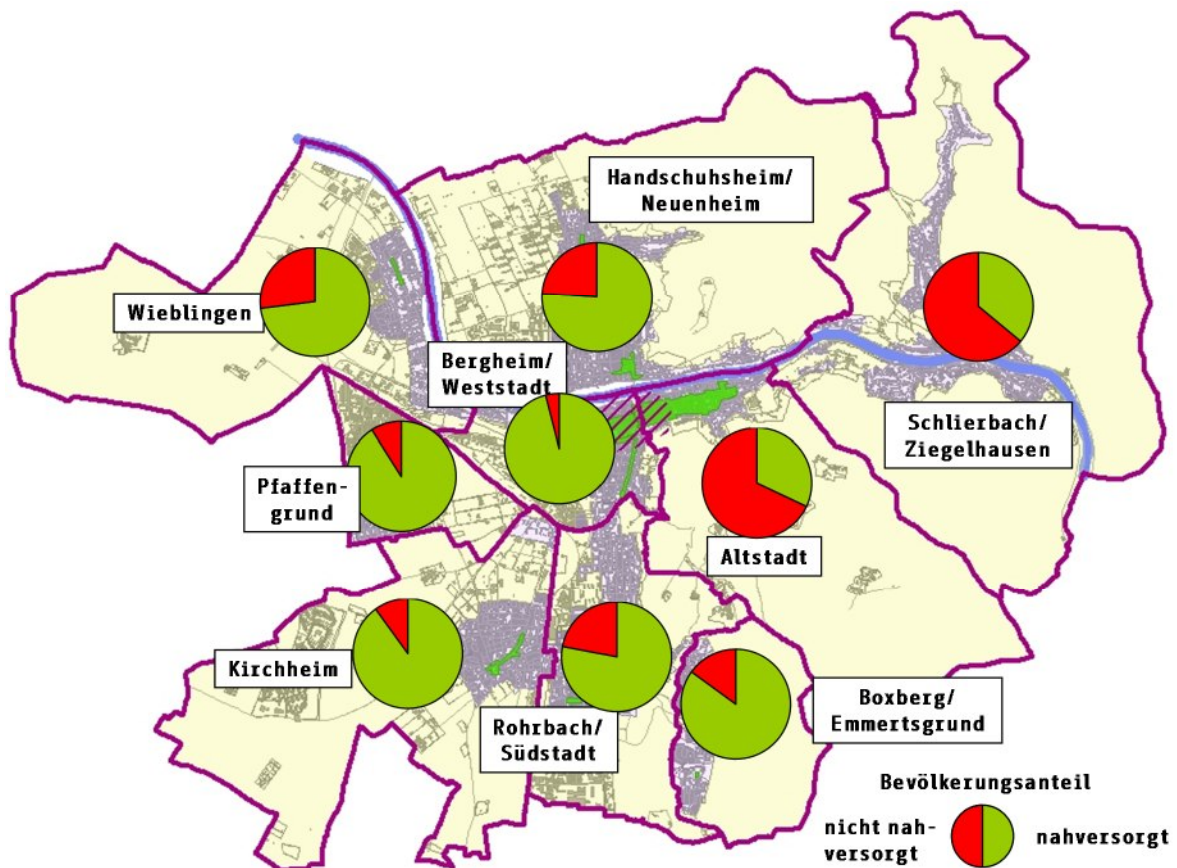 Handschuhsheim/
Neuenheim
Wieblingen
Bergheim/
Weststadt
Schlierbach/
Ziegelhausen
Pfaffen-
grund
Altstadt
Kirchheim
Rohrbach/
Südstadt
Boxberg/
Emmertsgrund
Bevölkerungsanteil
nicht nah-
versorgt
nahversorgt